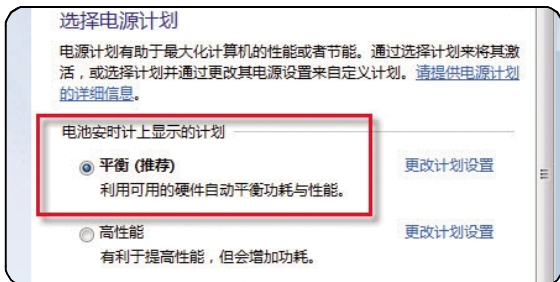 选择电源计划
电源计划有助于最大化计算机的性能或者节能。通过选择计划来将其激
活，或选择计划并通过更改其电源设置来自定义计划。请提供电源计划
的详细信息。
电池安时计上显示的计划
平衡 (推荐) 更改计划设置
利用可用的硬件自动平衡功耗与性能。
高性能 更改计划设置
有利于提高性能，但会增加功耗。